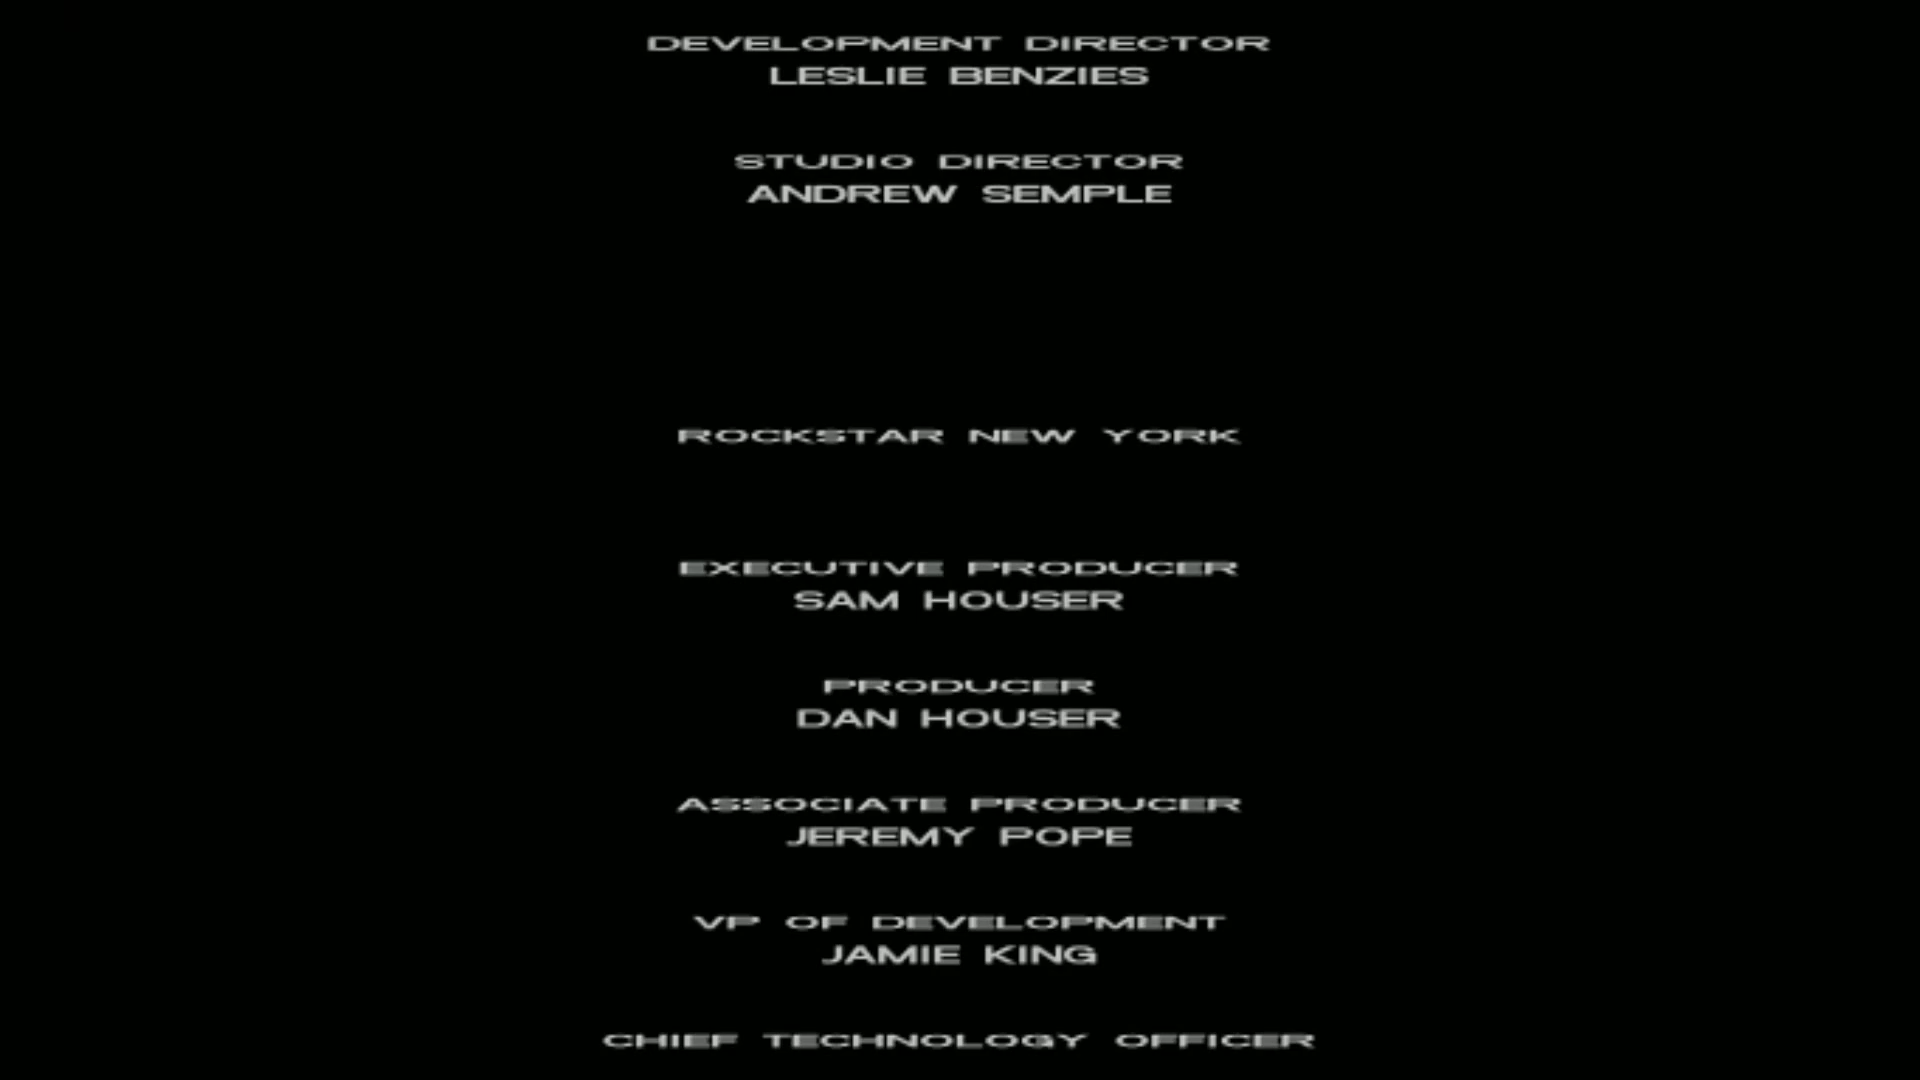 DEVELOPMENT DIRECTOR
LESLIE BENZIES
STUDIO DIRECTOR
ANDREW SEMPLE
ROCKSTAR NEW YORK
EXECUTIVE PRODUCER
SAM HOUSER
PRODUCER
DAN HOUSER
ASSOCIATE PRODUCER
JEREMY POPE
VP OF DEVELOPMENT
JAMIE KING
CHIEF TECHNOLOGY OFFICER